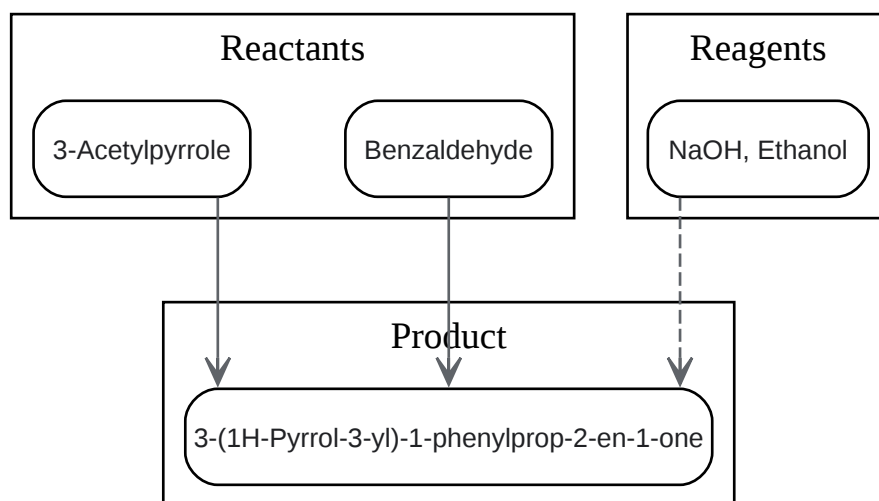 Reactants
Reagents
3-Acetylpyrrole
Benzaldehyde
NaOH, Ethanol
Product
3-(1H-Pyrrol-3-yl)-1-phenylprop-2-en-1-one